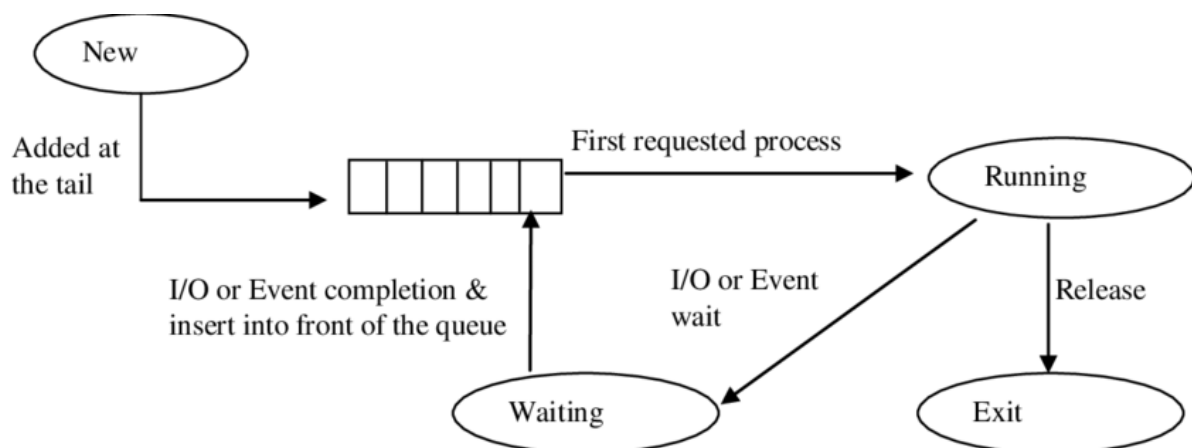 New
Added at
the tail
First requested process
Running
I/O or Event completion &
insert into front of the queue
I/O or Event
wait
Release
Waiting
Exit